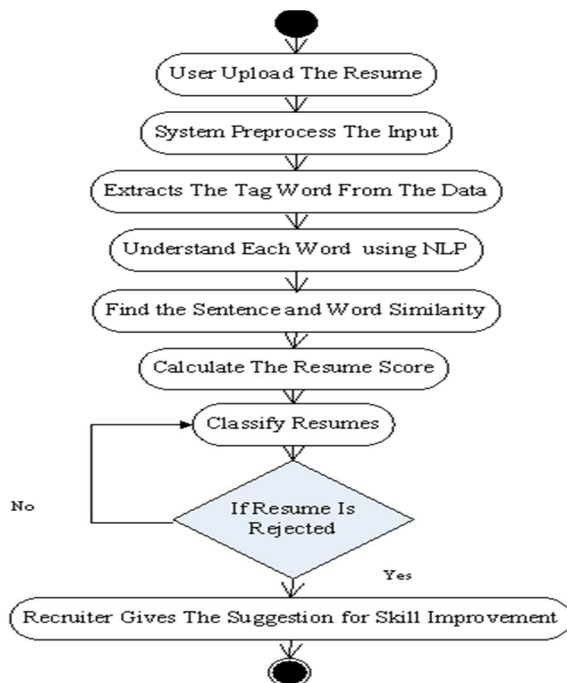 User Upload The Resume
System Preprocess The Input
Extracts The Tag Word From The Data
Understand Each Word using NLP
Find the Sentence and Word Similarity
Calculate The Resume Score
Classify Resumes
No
If Resume Is
Rejected
Yes
Recruiter Gives The Suggestion for Skill Improvement